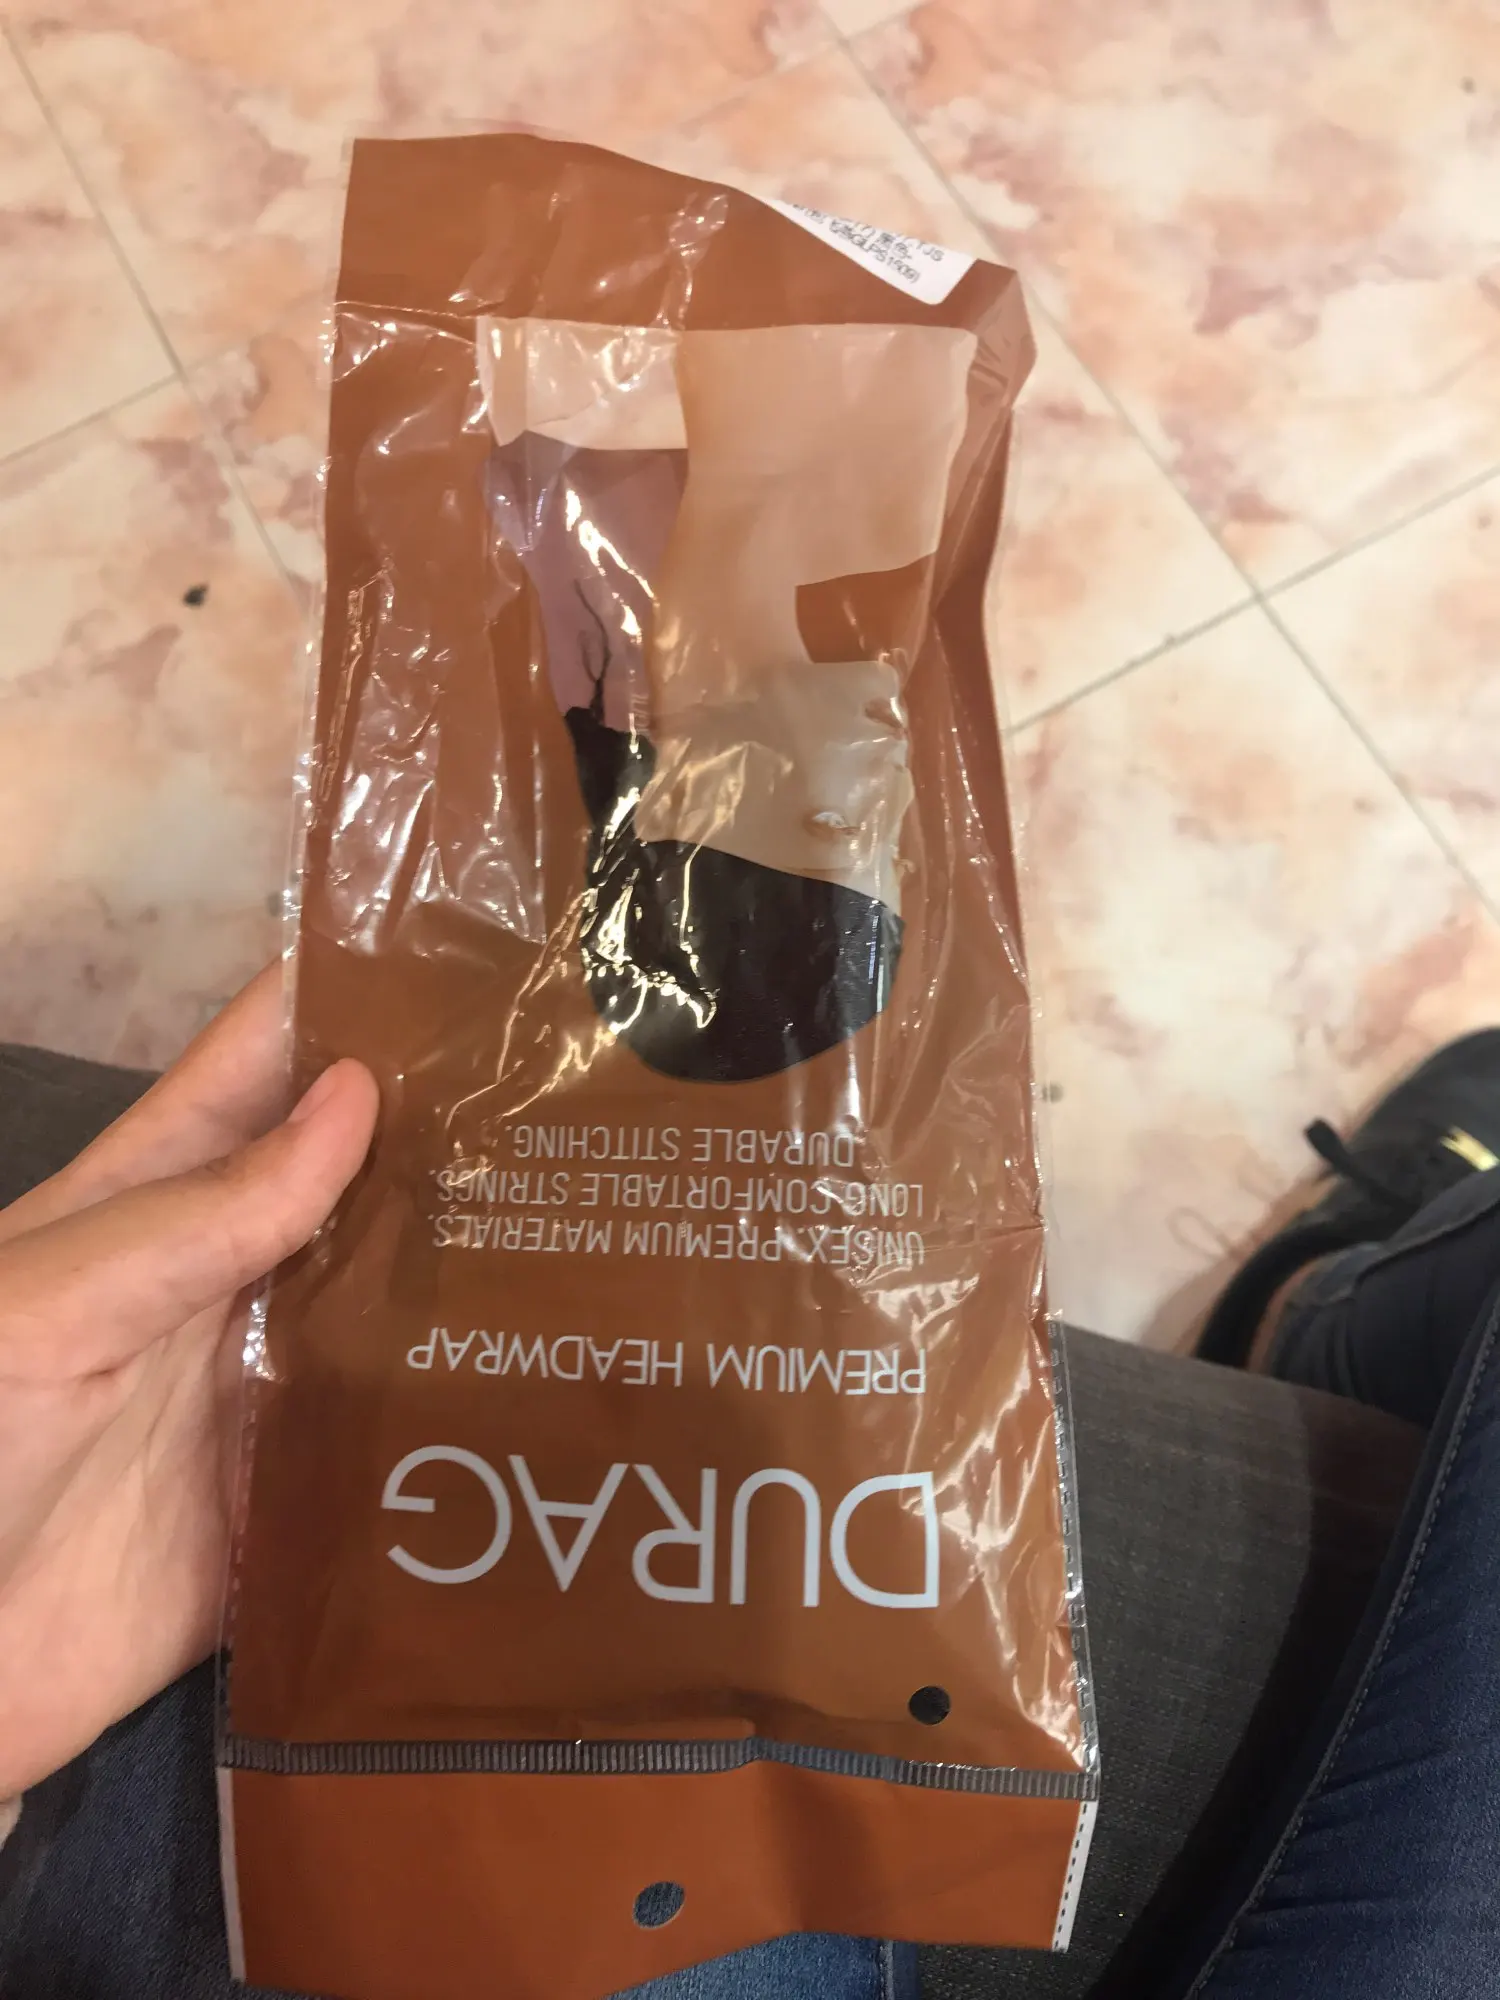 DURAG
PREMIUM HEADWRAP
UNISEX. PREMIUM MATERIALS.
LONG COMFORTABLE STRINGS.
DURABLE STITCHING.